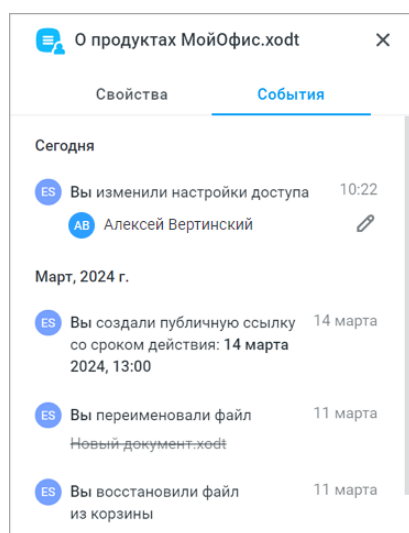 О продуктах МойОфис.xodt
Свойства
События
Сегодня
ES Вы изменили настройки доступа 10:22
АВ Алексей Вертинский
Март, 2024 г.
ES Вы создали публичную ссылку 14 марта
со сроком действия: 14 марта
2024, 13:00
ES Вы переименовали файл 11 марта
Новый документ.xodt
ES Вы восстановили файл 11 марта
из корзины